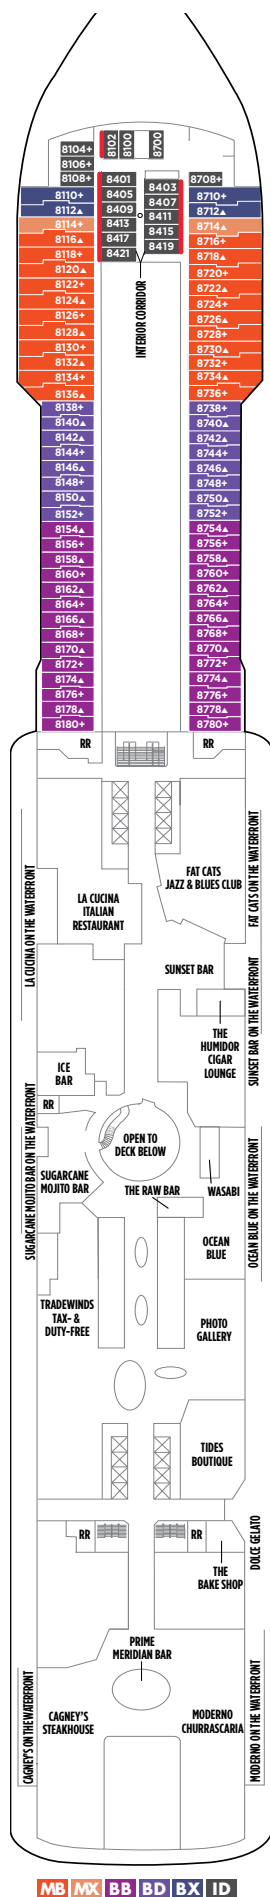 8102
8100
8700
8104+
8106+
8108+
8401
8405
8409
8413
8417
8421
8403
8407
8411
8415
8419
8708+
INTERIOR CORRIDOR
8110+
8112▲
8114+
8116▲
8118+
8120▲
8122+
8124▲
8126+
8128▲
8130+
8132▲
8134+
8136▲
8138+
8140▲
8142▲
8144+
8146▲
8148+
8150▲
8152+
8154▲
8156+
8158▲
8160+
8162▲
8164+
8166▲
8168+
8170▲
8172+
8174▲
8176+
8178▲
8180+
8710+
8712▲
8714▲
8716+
8718▲
8720+
8722▲
8724+
8726▲
8728+
8730▲
8732+
8734▲
8736+
8738+
8740▲
8742▲
8744+
8746▲
8748+
8750▲
8752+
8754▲
8756+
8758▲
8760+
8762▲
8764+
8766▲
8768+
8770▲
8772+
8774▲
8776+
8778▲
8780+
RR
RR
LA CUCINA ON THE WATERFRONT
LA CUCINA
ITALIAN
RESTAURANT
FAT CATS
JAZZ & BLUES CLUB
FAT CATS ON THE WATERFRONT
SUNSET BAR
SUNSET BAR ON THE WATERFRONT
THE
HUMIDOR
CIGAR
LOUNGE
ICE
BAR
RR
SUGARCANE MOJITO BAR ON THE WATERFRONT
SUGARCANE
MOJITO BAR
OPEN TO
DECK BELOW
THE RAW BAR
WASABI
OCEAN BLUE ON THE WATERFRONT
OCEAN
BLUE
TRADEWINDS
TAX- &
DUTY-FREE
PHOTO
GALLERY
TIDES
BOUTIQUE
RR
RR
DOLCE GELATO
THE
BAKE SHOP
PRIME
MERIDIAN BAR
CAGNEY'S ON THE WATERFRONT
CAGNEY'S
STEAKHOUSE
MODERNO
CHURRASCARIA
MODERNO ON THE WATERFRONT
MB MX BB BD BX ID